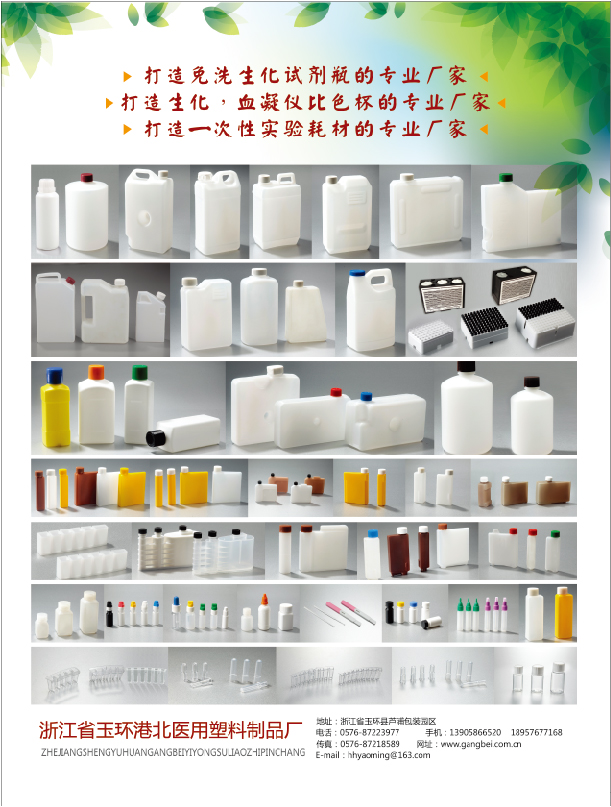 打造免洗生化试剂瓶的专业厂家
打造生化，血凝仪比色杯的专业厂家
打造一次性实验耗材的专业厂家
浙江省玉环港北医用塑料制品厂
ZHEJIANGSHENGYUHUANGANGBEIYIYONGSULIAOZHIPINCHANG
地址：浙江省玉环县芦浦包装园区
电话：0576-87223977 手机：13905866520 18957677168
传真：0576-87218589 网址：www.gangbei.com.cn
E-mail：hhyaoming@163.com